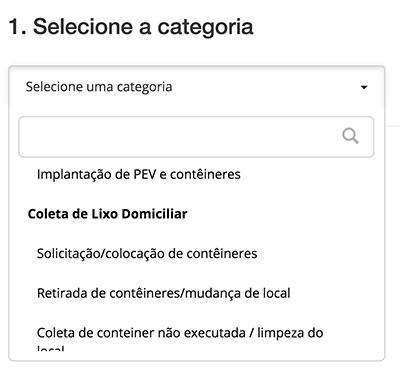 1. Selecione a categoria
Selecione uma categoria
Implantação de PEV e contêineres
Coleta de Lixo Domiciliar
Solicitação/colocação de contêineres
Retirada de contêineres/mudança de local
Coleta de conteiner não executada / limpeza do
local